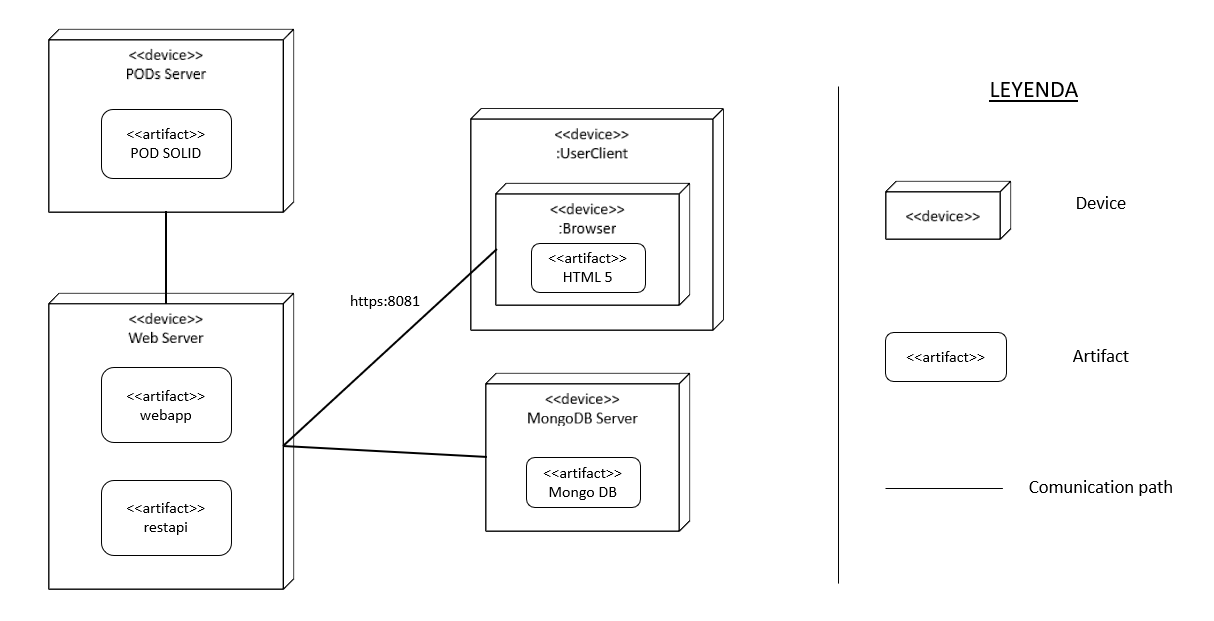 <<device>>
PODs Server
<<artifact>>
POD SOLID
<<device>>
Web Server
<<artifact>>
webapp
<<artifact>>
restapi
https:8081
<<device>>
:UserClient
<<device>>
:Browser
<<artifact>>
HTML 5
<<device>>
MongoDB Server
<<artifact>>
Mongo DB
LEYENDA
<<device>>
Device
<<artifact>>
Artifact
Comunication path